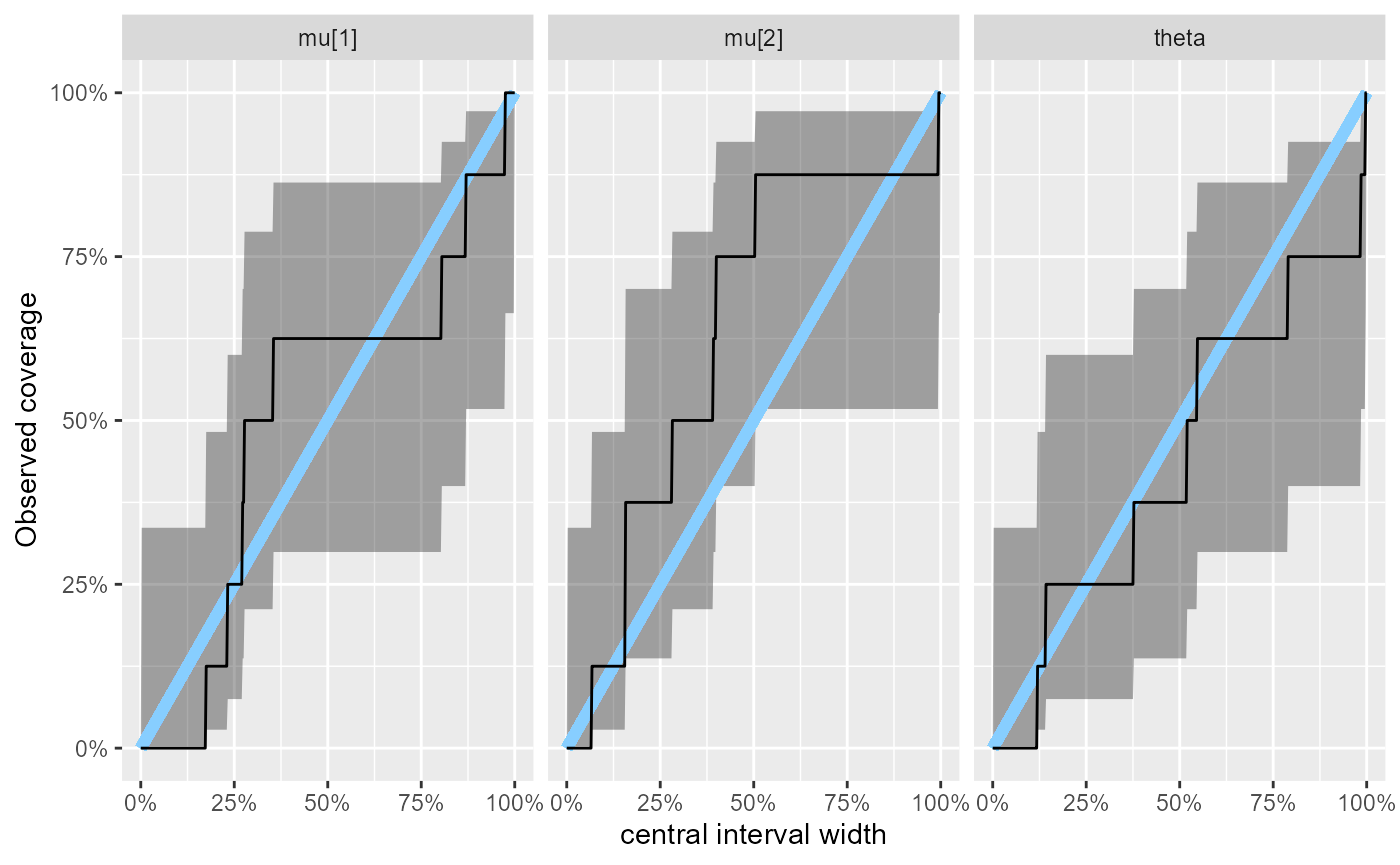 mu[1] mu[2] theta
Observed coverage
100%
75%
50%
25%
0%
0% 25% 50% 75% 100% 0% 25% 50% 75% 100% 0% 25% 50% 75% 100%
central interval width